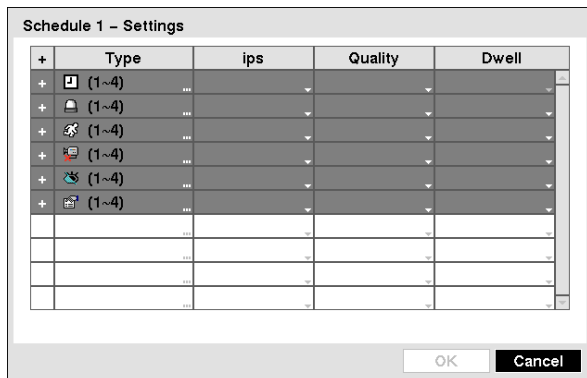 Schedule 1 – Settings
+ Type ips Quality Dwell
+ (1~4) ...
+ (1~4) ...
+ (1~4) ...
+ (1~4) ...
+ (1~4) ...
+ (1~4) ...
...
...
...
...
OK Cancel